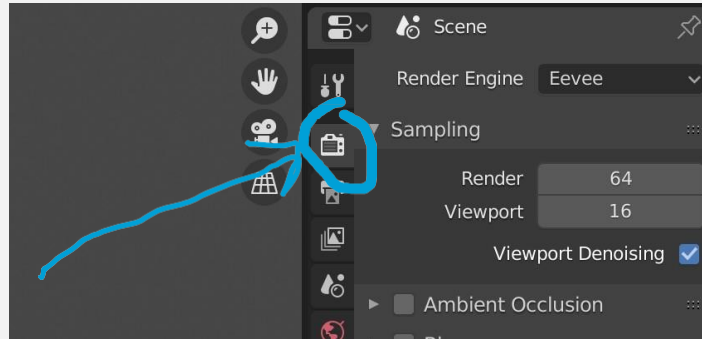 Scene
Render Engine Eevee
Sampling
Render 64
Viewport 16
Viewport Denoising
Ambient Occlusion